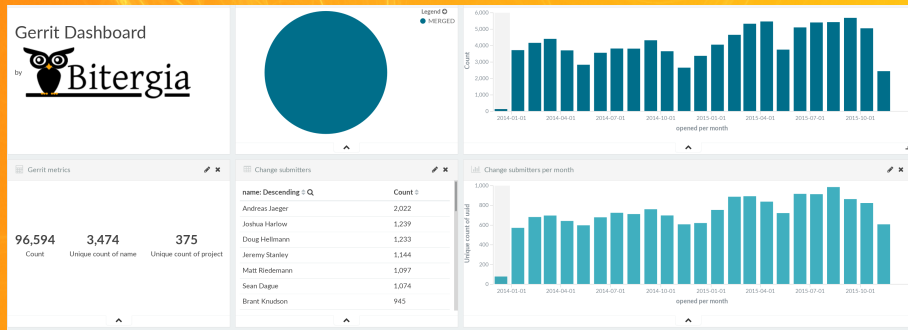 Gerrit Dashboard
by Bitergia
Legend
MERGED
Count
6,000
5,000
4,000
3,000
2,000
1,000
0
2014-01-01 2014-04-01 2014-07-01 2014-10-01 2015-01-01 2015-04-01 2015-07-01 2015-10-01
opened per month
Gerrit metrics
96,594 3,474 375
Count Unique count of name Unique count of project
Change submitters
name: Descending Count
Andreas Jaeger 2,022
Joshua Harlow 1,239
Doug Hellmann 1,233
Jeremy Stanley 1,144
Matt Riedemann 1,097
Sean Dague 1,074
Brant Knudson 945
Change submitters per month
Unique count of uuid
1,000
800
600
400
200
0
2014-01-01 2014-04-01 2014-07-01 2014-10-01 2015-01-01 2015-04-01 2015-07-01 2015-10-01
opened per month